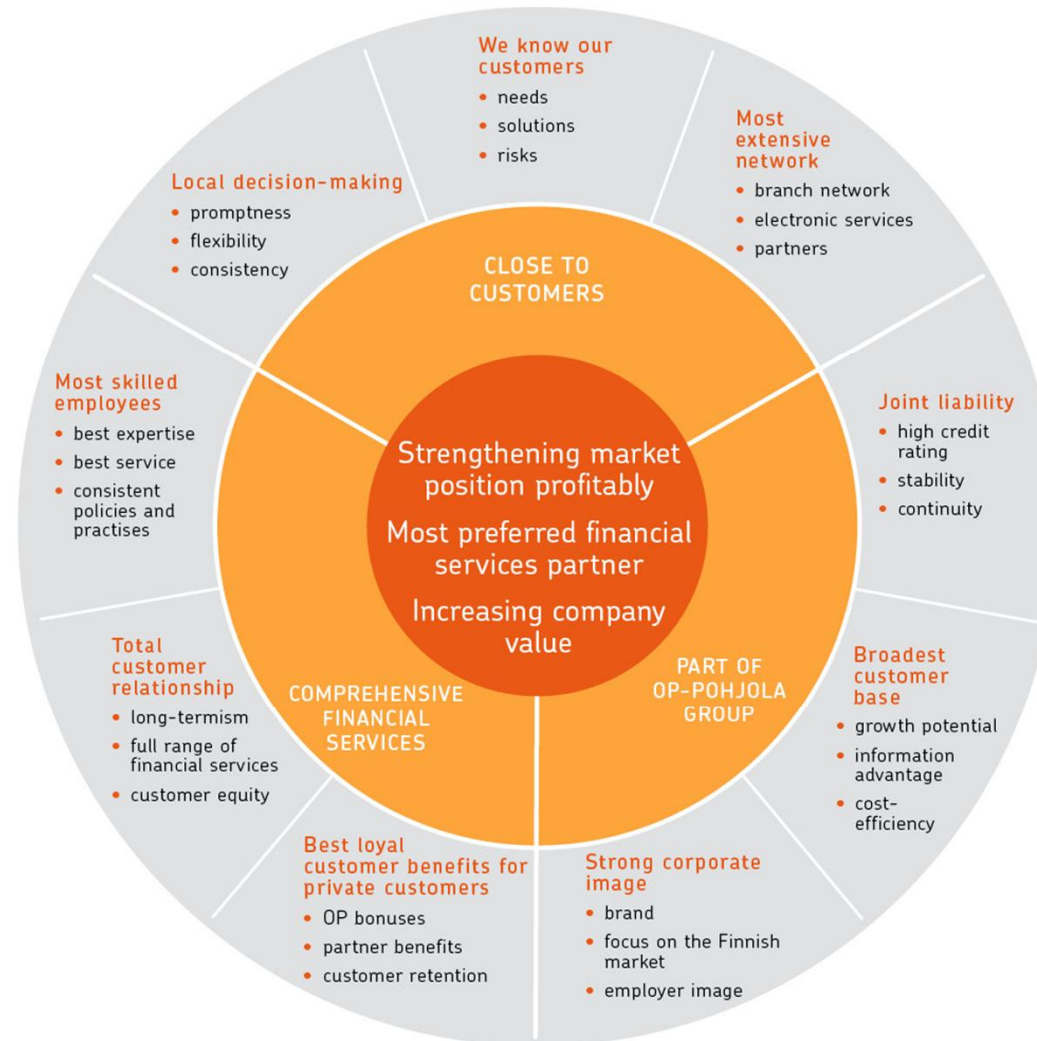 We know our
customers
• needs
• solutions
• risks
Most
extensive
network
• branch network
• electronic services
• partners
Local decision-making
• promptness
• flexibility
• consistency
CLOSE TO
CUSTOMERS
Most skilled
employees
• best expertise
• best service
• consistent
policies and
practises
Strengthening market
position profitably
Most preferred financial
services partner
Increasing company
value
Joint liability
• high credit
rating
• stability
• continuity
Total
customer
relationship
• long-termism
• full range of
financial services
• customer equity
COMPREHENSIVE
FINANCIAL
SERVICES
PART OF
OP-POHJOLA
GROUP
Broadest
customer
base
• growth potential
• information
advantage
• cost-
efficiency
Best loyal
customer benefits for
private customers
• OP bonuses
• partner benefits
• customer retention
Strong corporate
image
• brand
• focus on the Finnish
market
• employer image